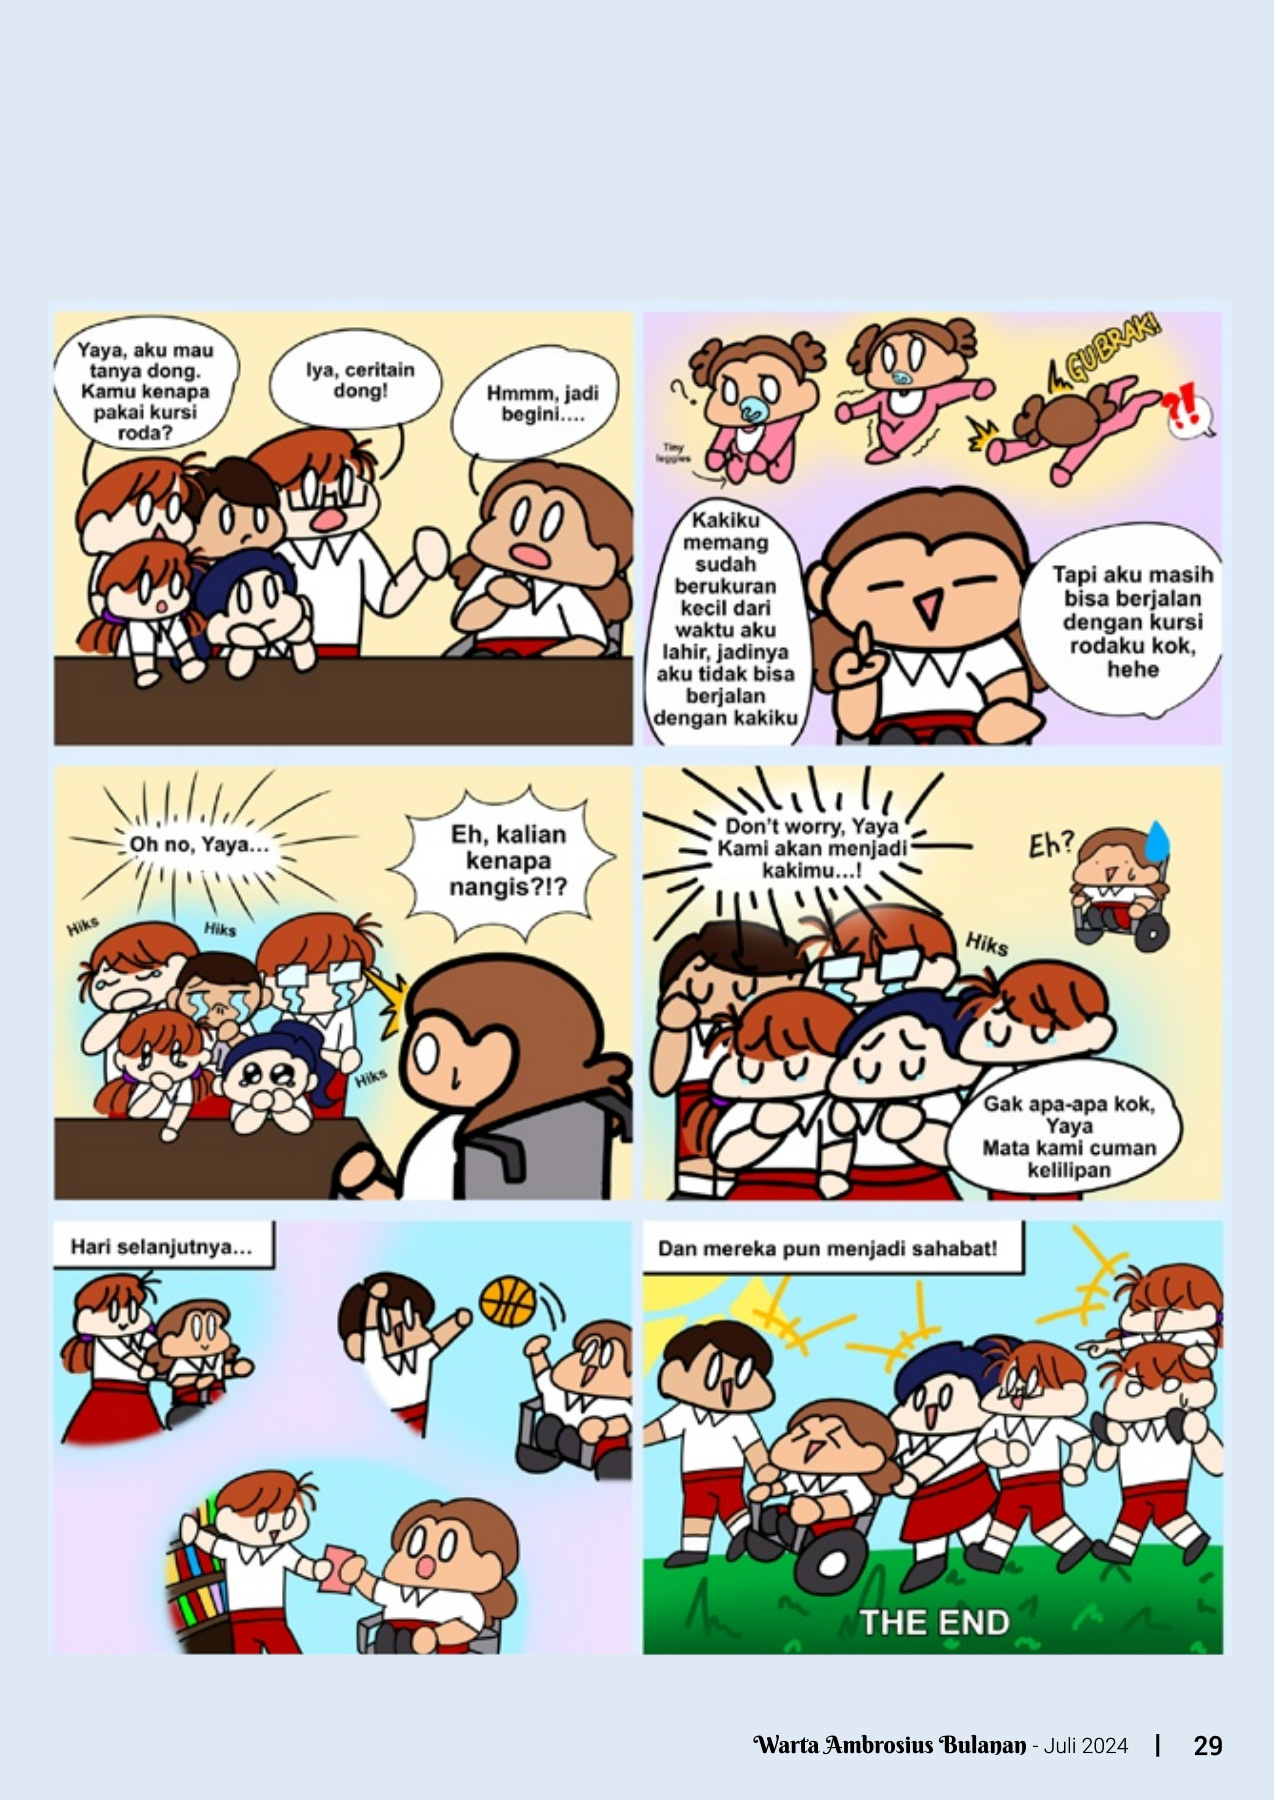 Yaya, aku mau
tanya dong.
Kamu kenapa
pakai kursi
roda?
Iya, ceritain
dong!
Hmmm, jadi
begini....
?
Tiny
leggies
GUBRAK!
?!
Kakiku
memang
sudah
berukuran
kecil dari
waktu aku
lahir, jadinya
aku tidak bisa
berjalan
dengan kakiku
Tapi aku masih
bisa berjalan
dengan kursi
rodaku kok,
hehe
Oh no, Yaya...
Eh, kalian
kenapa
nangis?!?
Hiks
Hiks
Hiks
Don't worry, Yaya
Kami akan menjadi
kakimu...!
Eh?
Hiks
Gak apa-apa kok,
Yaya
Mata kami cuman
kelilipan
Hari selanjutnya...
Dan mereka pun menjadi sahabat!
THE END
Warta Ambrosius Bulanan - Juli 2024 | 29